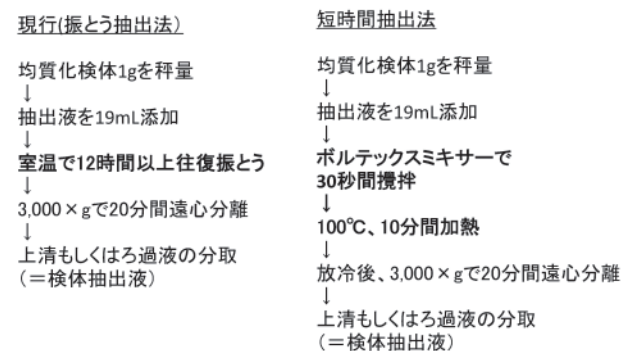 現行(振とう抽出法)
均質化検体1gを秤量
↓
抽出液を19mL添加
↓
室温で12時間以上往復振とう
↓
3,000×gで20分間遠心分離
↓
上清もしくはろ過液の分取
(=検体抽出液)
短時間抽出法
均質化検体1gを秤量
↓
抽出液を19mL添加
↓
ボルテックスミキサーで
30秒間攪拌
↓
100℃、10分間加熱
↓
放冷後、3,000×gで20分間遠心分離
↓
上清もしくはろ過液の分取
(=検体抽出液)